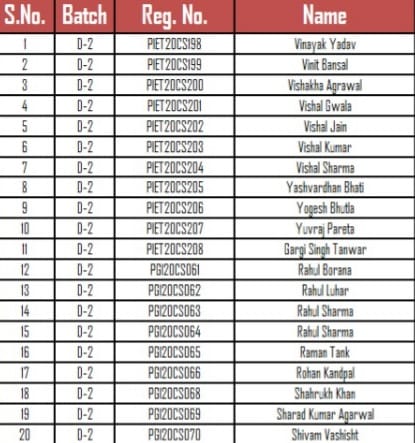 S.No. Batch Reg. No. Name
1 D-2 PIET20CS198 Vinayak Yadav
2 D-2 PIET20CS199 Vinit Bansal
3 D-2 PIET20CS200 Vishakha Agrawal
4 D-2 PIET20CS201 Vishal Gwala
5 D-2 PIET20CS202 Vishal Jain
6 D-2 PIET20CS203 Vishal Kumar
7 D-2 PIET20CS204 Vishal Sharma
8 D-2 PIET20CS205 Yashvardhan Bhati
9 D-2 PIET20CS206 Yogesh Bhutla
10 D-2 PIET20CS207 Yuvraj Pareta
11 D-2 PIET20CS208 Gargi Singh Tanwar
12 D-2 PGI20CS061 Rahul Borana
13 D-2 PGI20CS062 Rahul Luhar
14 D-2 PGI20CS063 Rahul Sharma
15 D-2 PGI20CS064 Rahul Sharma
16 D-2 PGI20CS065 Raman Tank
17 D-2 PGI20CS066 Rohan Kandpal
18 D-2 PGI20CS068 Shahrukh Khan
19 D-2 PGI20CS069 Sharad Kumar Agarwal
20 D-2 PGI20CS070 Shivam Vashisht